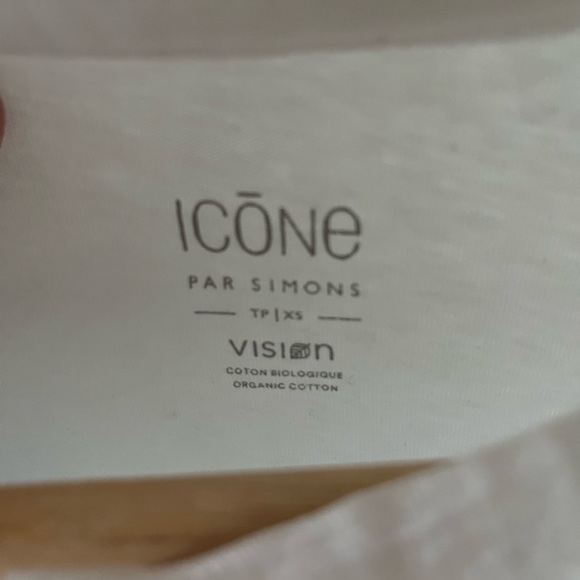 ICŌNE
PAR SIMONS
TP | XS
VISION
COTON BIOLOGIQUE
ORGANIC COTTON